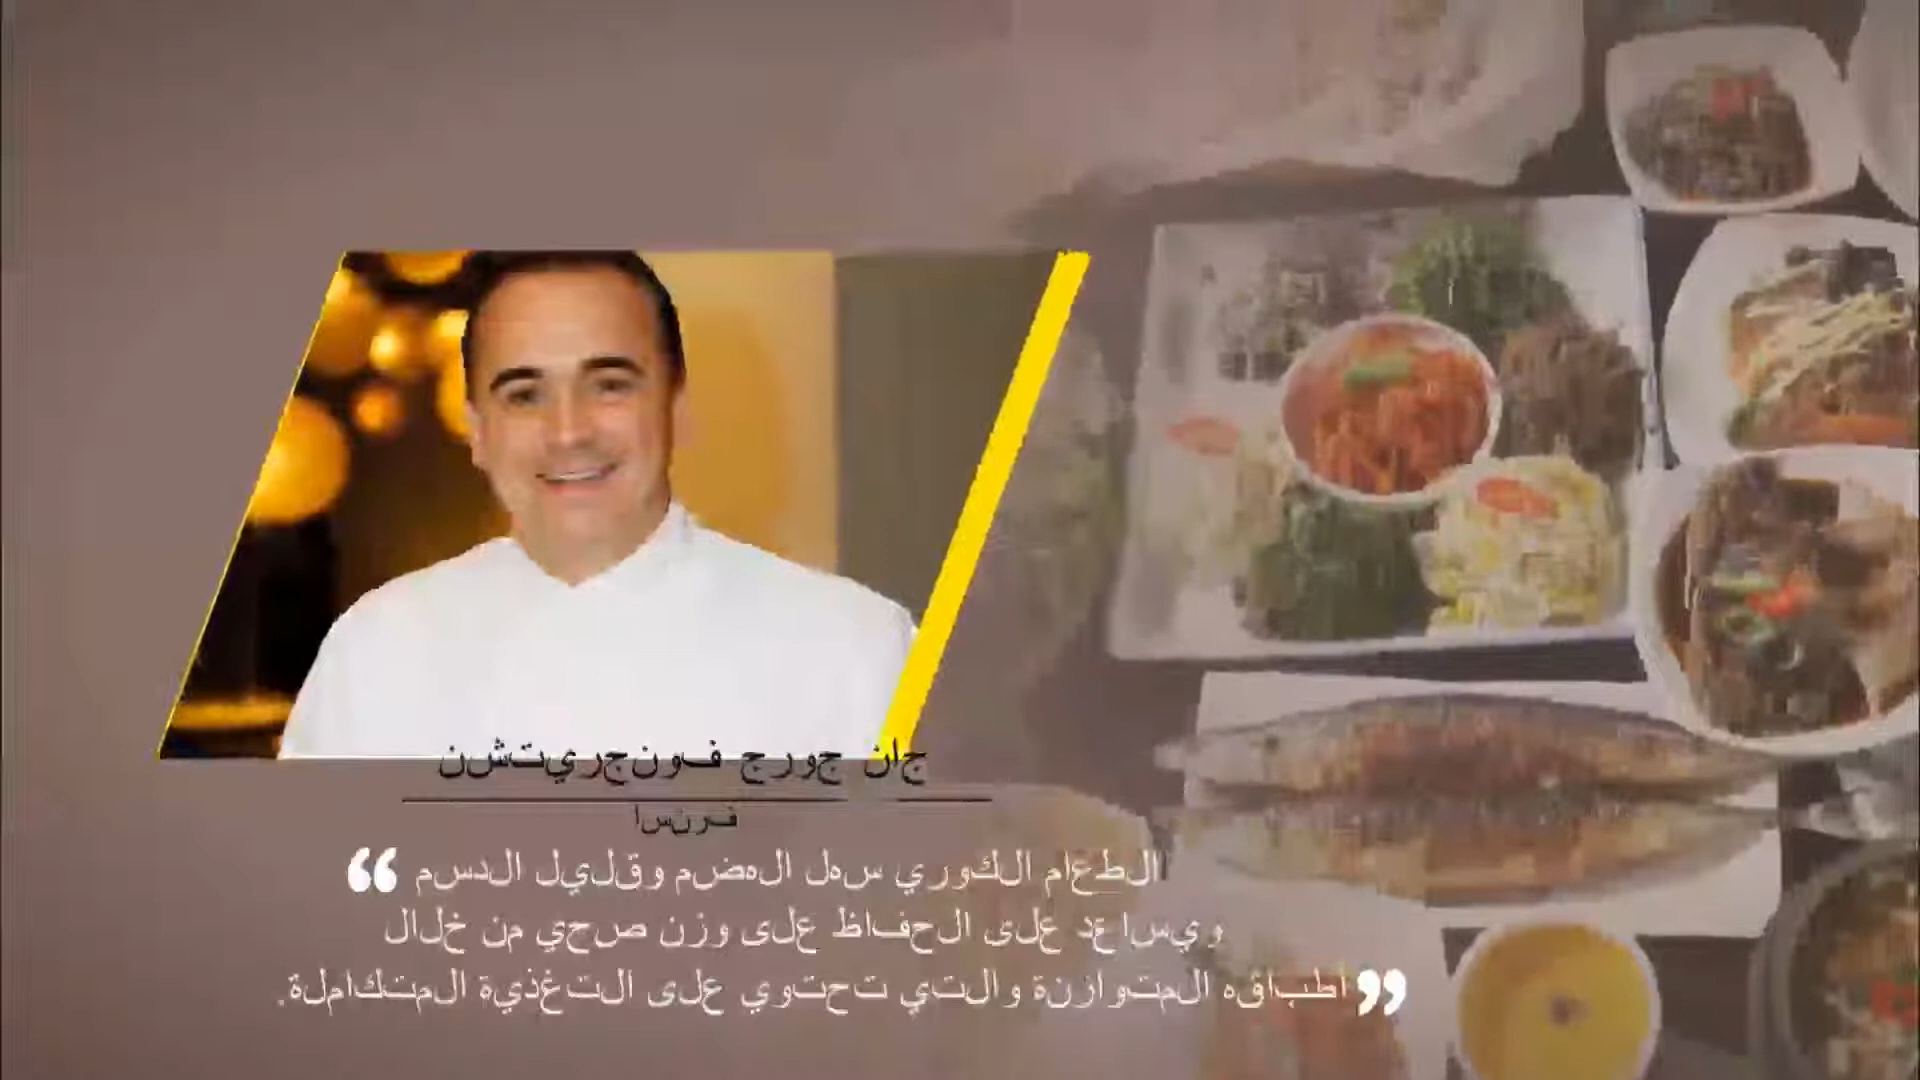 جان جورج فونجريتشن
فرنسا
الطعام الكوري سهل الهضم وقليل الدسم “
ويساعد على الحفاظ على وزن صحي من خلال
”أطباقه المتوازنة والتي تحتوي على التغذية المتكاملة.